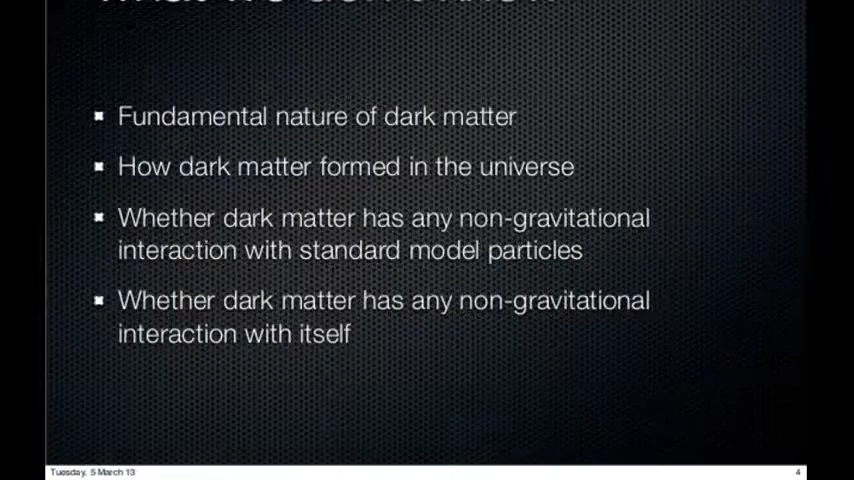 Fundamental nature of dark matter
How dark matter formed in the universe
Whether dark matter has any non-gravitational
interaction with standard model particles
Whether dark matter has any non-gravitational
interaction with itself
Tuesday, 5 March 13
4